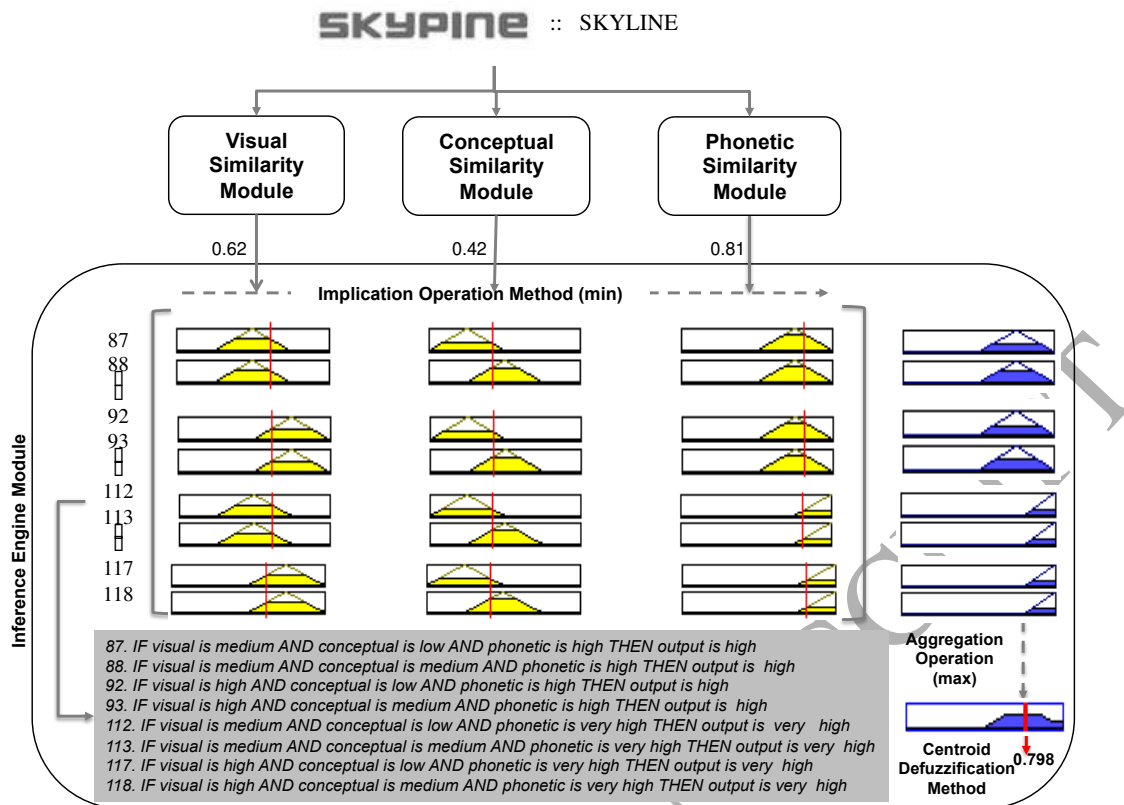 SKYPINE :: SKYLINE
Visual
Similarity
Module
Conceptual
Similarity
Module
Phonetic
Similarity
Module
0.62
0.42
0.81
Implication Operation Method (min)
Inference Engine Module
87
88
92
93
112
113
117
118
87. IF visual is medium AND conceptual is low AND phonetic is high THEN output is high
88. IF visual is medium AND conceptual is medium AND phonetic is high THEN output is high
92. IF visual is high AND conceptual is low AND phonetic is high THEN output is high
93. IF visual is high AND conceptual is medium AND phonetic is high THEN output is high
112. IF visual is medium AND conceptual is low AND phonetic is very high THEN output is very high
113. IF visual is medium AND conceptual is medium AND phonetic is very high THEN output is very high
117. IF visual is high AND conceptual is low AND phonetic is very high THEN output is very high
118. IF visual is high AND conceptual is medium AND phonetic is very high THEN output is very high
Aggregation
Operation
(max)
Centroid
Defuzzification
Method
0.798